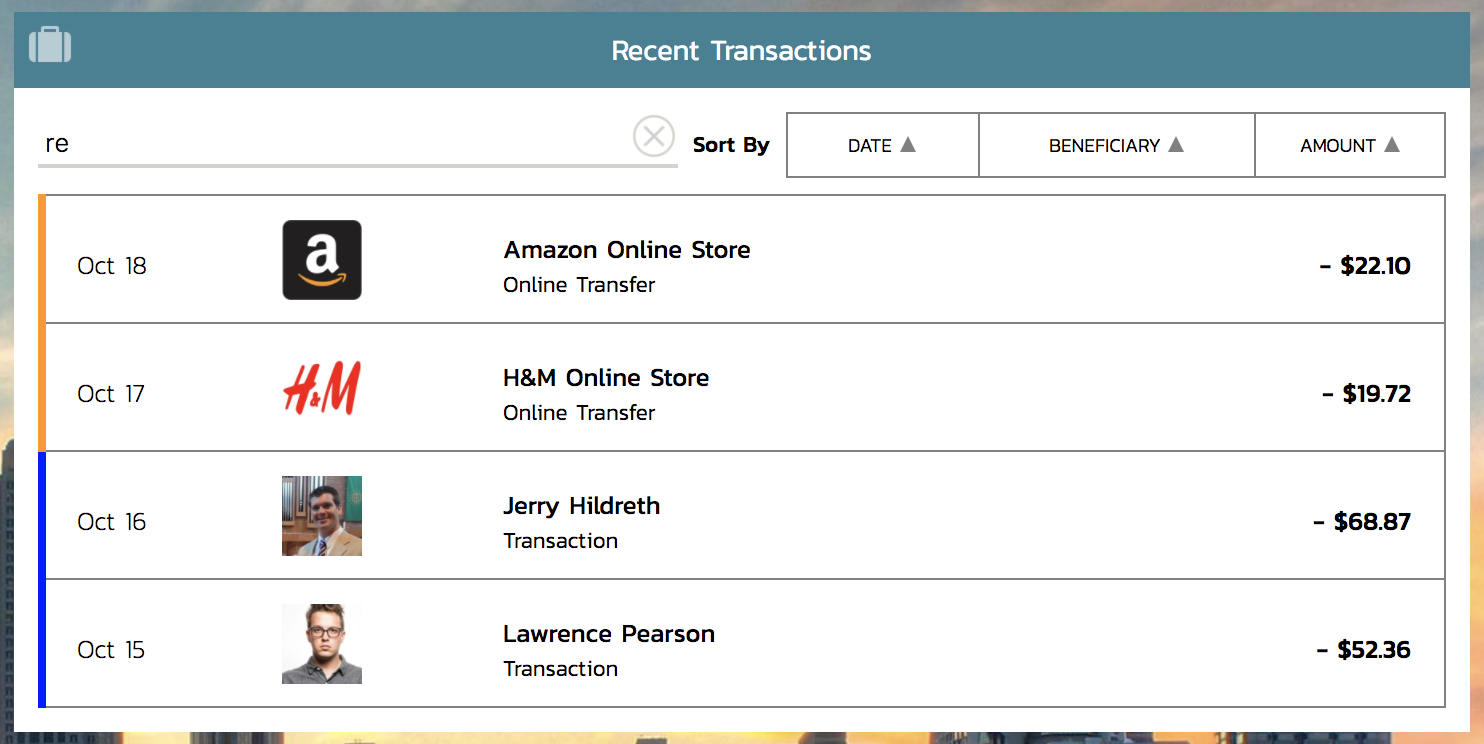 Recent Transactions
re
Sort By
DATE ▲
BENEFICIARY ▲
AMOUNT ▲
Oct 18
a
Amazon Online Store
Online Transfer
- $22.10
Oct 17
H&M
H&M Online Store
Online Transfer
- $19.72
Oct 16
Jerry Hildreth
Transaction
- $68.87
Oct 15
Lawrence Pearson
Transaction
- $52.36